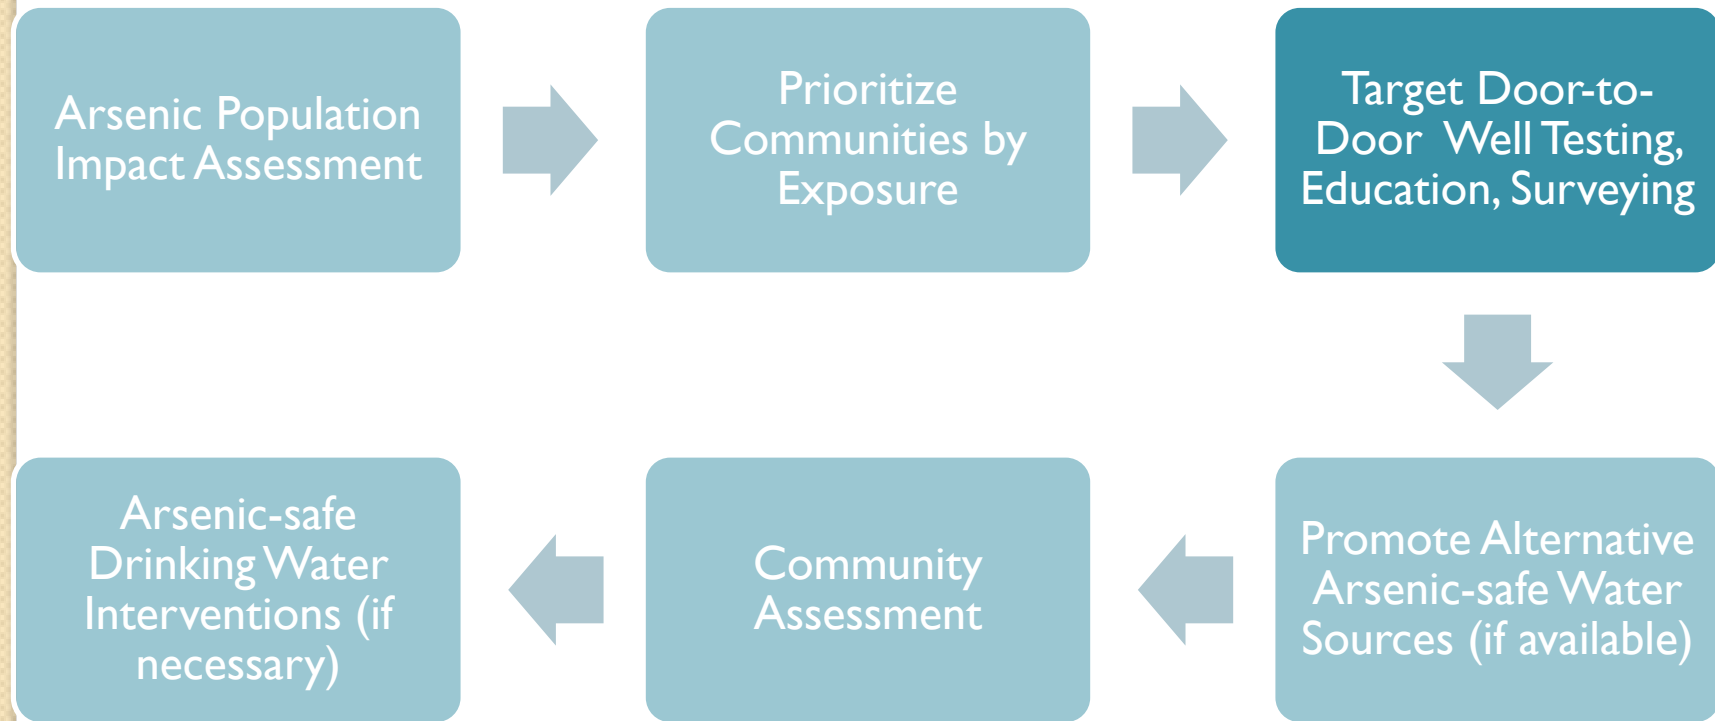 Arsenic Population
Impact Assessment
Prioritize
Communities by
Exposure
Target Door-to-
Door Well Testing,
Education, Surveying
Promote Alternative
Arsenic-safe Water
Sources (if available)
Community
Assessment
Arsenic-safe
Drinking Water
Interventions (if
necessary)